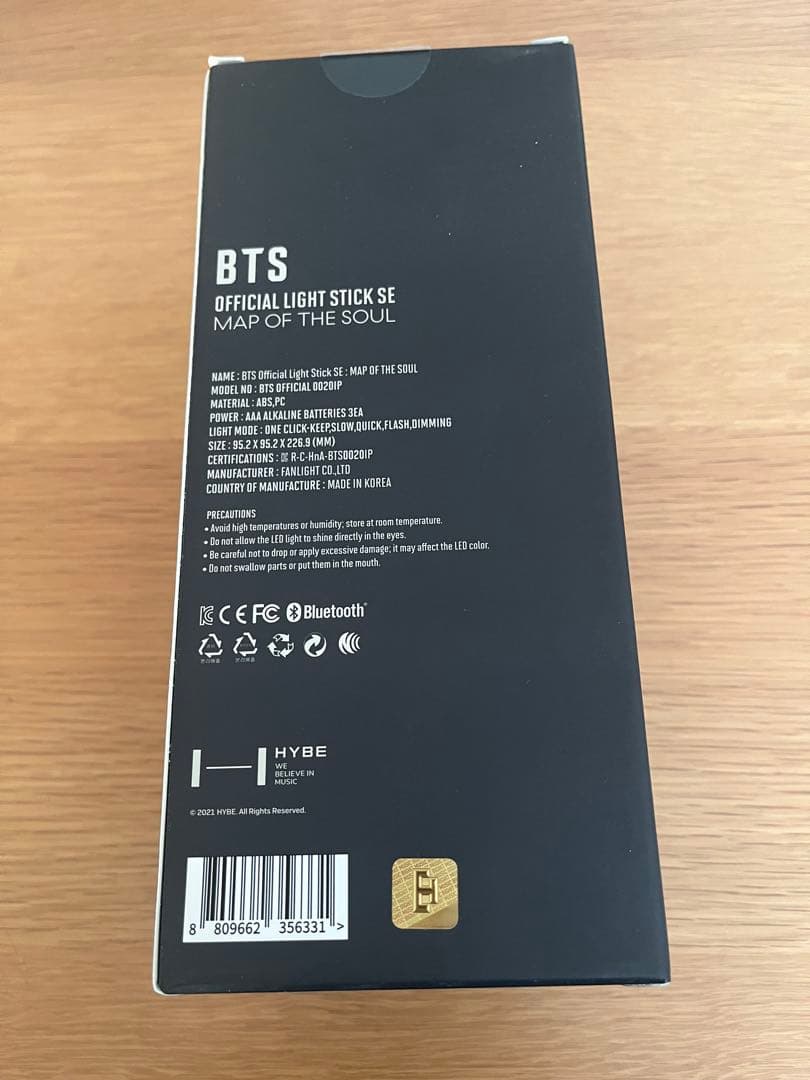 BTS
OFFICIAL LIGHT STICK SE
MAP OF THE SOUL
NAME : BTS Official Light Stick SE : MAP OF THE SOUL
MODEL NO : BTS OFFICIAL 0020IP
MATERIAL : ABS,PC
POWER : AAA ALKALINE BATTERIES 3EA
LIGHT MODE : ONE CLICK-KEEP,SLOW,QUICK,FLASH,DIMMING
SIZE : 95.2 X 95.2 X 226.9 (MM)
CERTIFICATIONS : R-C-HnA-BTS0020IP
MANUFACTURER : FANLIGHT CO.,LTD
COUNTRY OF MANUFACTURE : MADE IN KOREA
PRECAUTIONS
• Avoid high temperatures or humidity; store at room temperature.
• Do not allow the LED light to shine directly in the eyes.
• Be careful not to drop or apply excessive damage; it may affect the LED color.
• Do not swallow parts or put them in the mouth.
CE FC Bluetooth®
HYBE
WE
BELIEVE IN
MUSIC
© 2021 HYBE. All Rights Reserved.
8 809662 356331 >